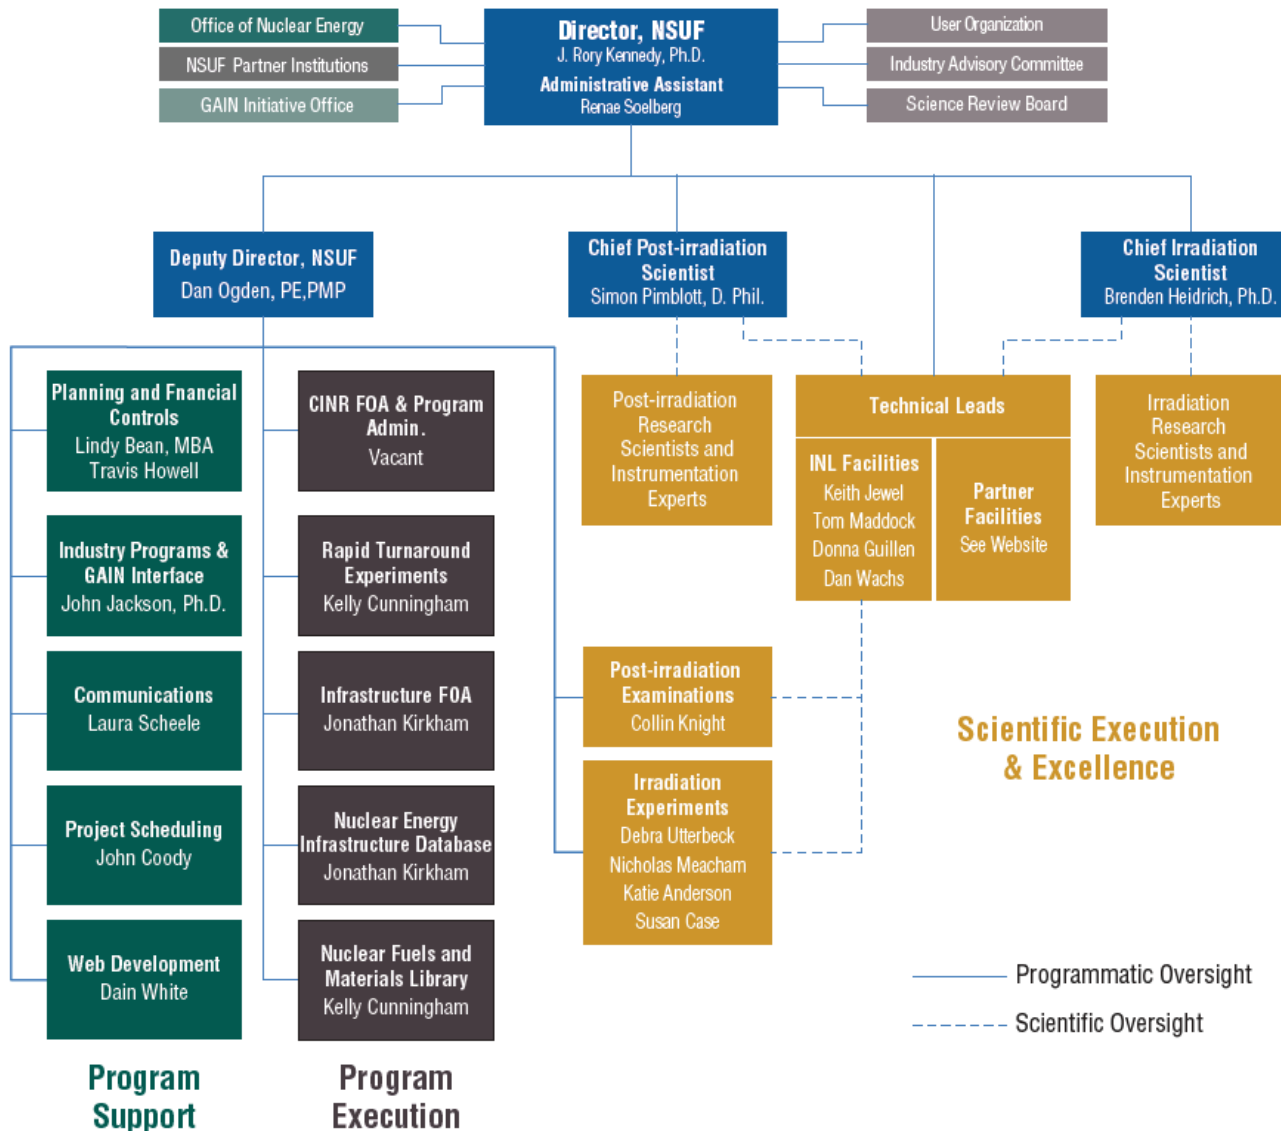 Office of Nuclear Energy
NSUF Partner Institutions
GAIN Initiative Office
Director, NSUF
J. Rory Kennedy, Ph.D.
Administrative Assistant
Renae Soelberg
User Organization
Industry Advisory Committee
Science Review Board
Deputy Director, NSUF
Dan Ogden, PE,PMP
Chief Post-irradiation
Scientist
Simon Pimblott, D. Phil.
Chief Irradiation
Scientist
Brenden Heidrich, Ph.D.
Planning and Fnancial
Controls
Lindy Bean, MBA
Travis Howell
Industry Programs &
GAIN Interface
John Jackson, Ph.D.
Communications
Laura Scheele
Project Scheduling
John Coody
Web Development
Dain White
Program
Support
CINR FOA & Program
Admin.
Vacant
Rapid Turnaround
Experiments
Kelly Cunningham
Infrastructure FOA
Jonathan Kirkham
Nuclear Energy
Infrastructure Database
Jonathan Kirkham
Nuclear Fuels and
Materials Library
Kelly Cunningham
Program
Execution
Post-irradiation
Research
Scientists and
Instrumentation
Experts
Technical Leads
INL Facilities
Keith Jewel
Tom Maddock
Donna Guillen
Dan Wachs
Partner
Facilities
See Website
Irradiation
Research
Scientists and
Instrumentation
Experts
Post-irradiation
Examinations
Collin Knight
Irradiation
Experiments
Debra Utterbeck
Nicholas Meacham
Katie Anderson
Susan Case
Scientific Execution
& Excellence
Programmatic Oversight
Scientific Oversight